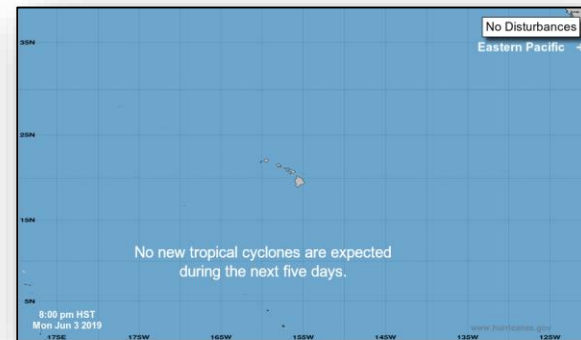 No Disturbances
Eastern Pacific
35N
25N
No new tropical cyclones are expected
during the next five days.
15N
5N
8:00 pm HST
Mon Jun 3 2019
www.hurricanes.gov
175E
175W
165W
155W
145W
135W
125W